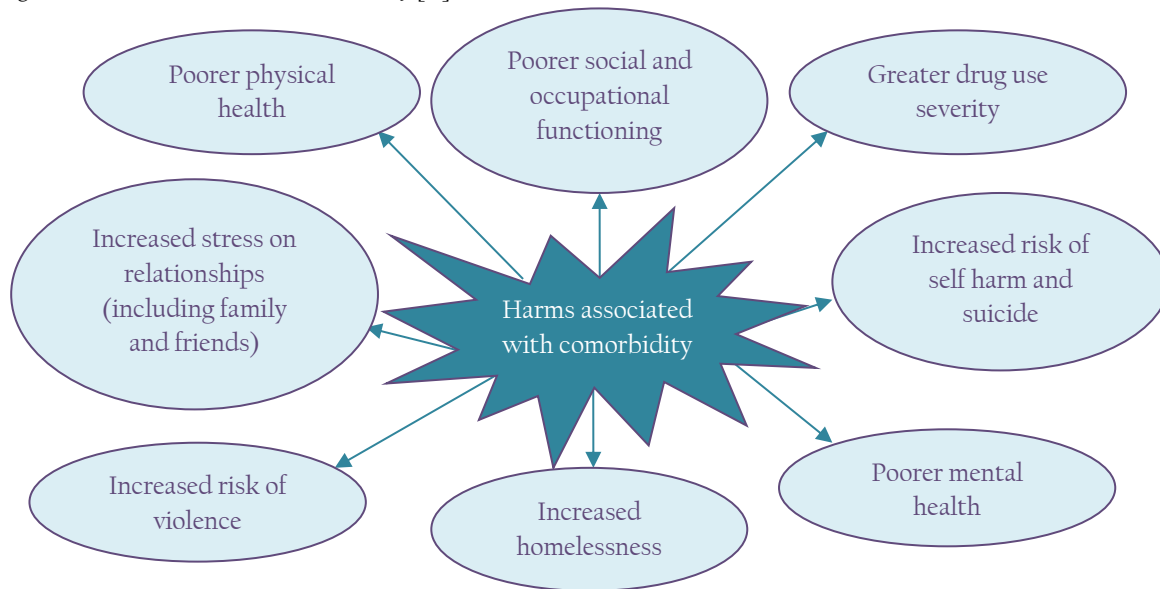 Poorer physical
health
Poorer social and
occupational
functioning
Greater drug use
severity
Increased stress on
relationships
(including family
and friends)
Harms associated
with comorbidity
Increased risk of
self harm and
suicide
Increased risk of
violence
Increased
homelessness
Poorer mental
health